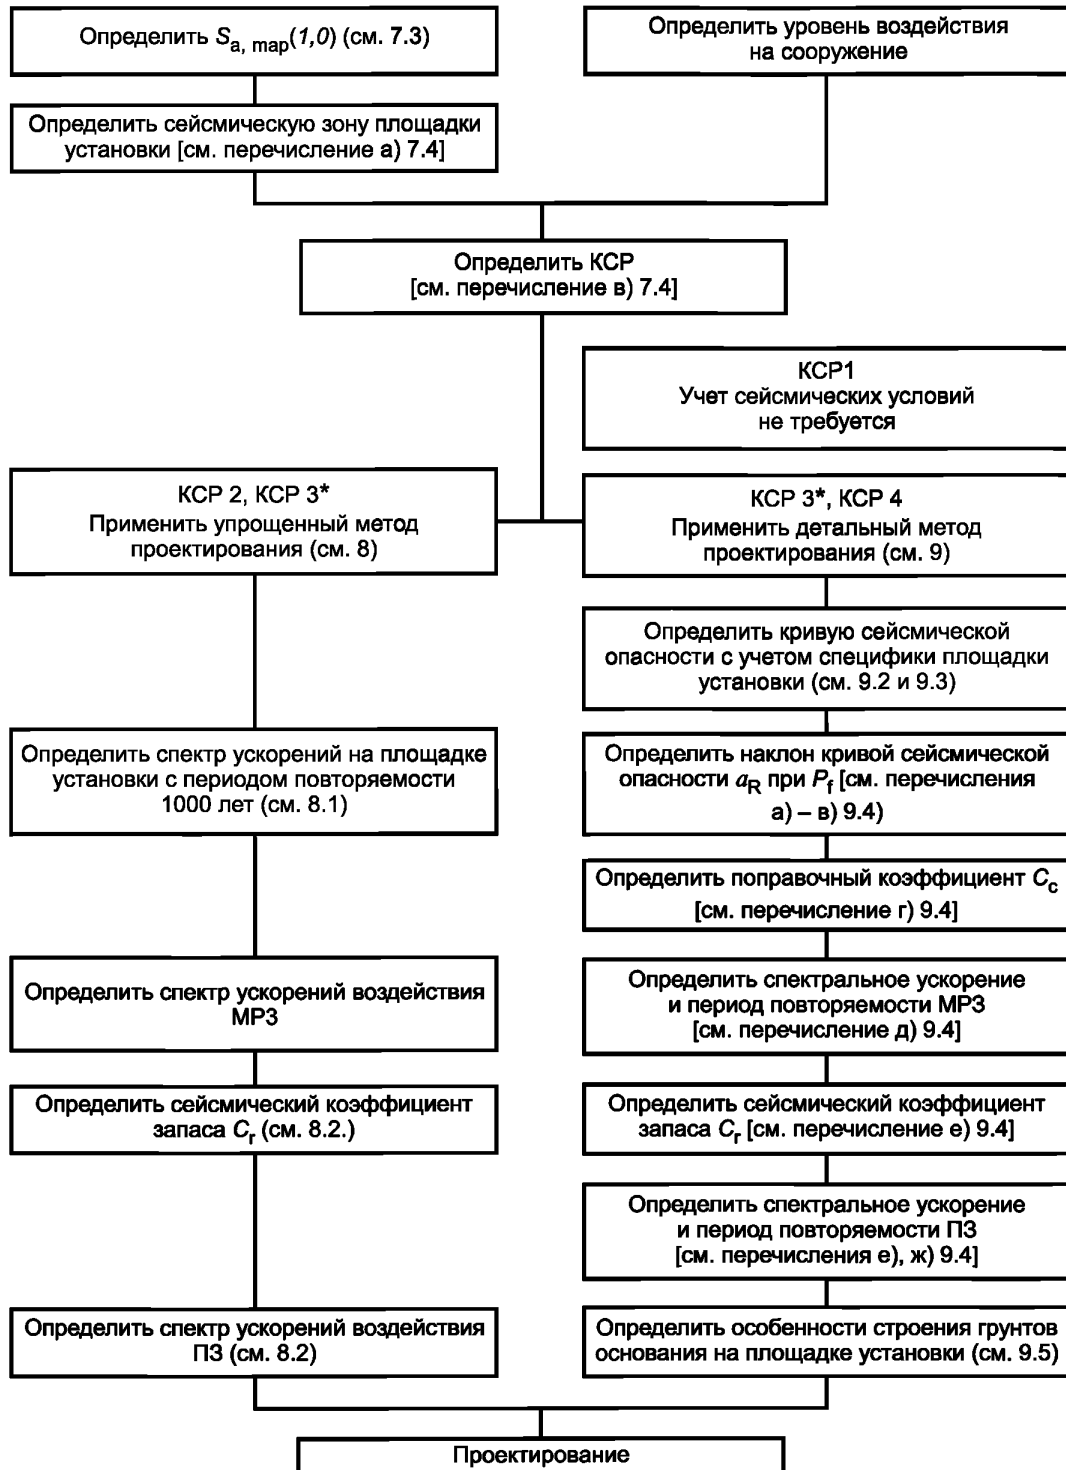 Определить Sa, map(1,0) (см. 7.3)
Определить уровень воздействия
на сооружение
Определить сейсмическую зону площадки
установки [см. перечисление а) 7.4]
Определить КСР
[см. перечисление в) 7.4]
КСР1
Учет сейсмических условий
не требуется
КСР 2, КСР 3*
Применить упрощенный метод
проектирования (см. 8)
КСР 3*, КСР 4
Применить детальный метод
проектирования (см. 9)
Определить кривую сейсмической
опасности с учетом специфики площадки
установки (см. 9.2 и 9.3)
Определить спектр ускорений на площадке
установки с периодом повторяемости
1000 лет (см. 8.1)
Определить наклон кривой сейсмической
опасности aR при Pf [см. перечисления
а) – в) 9.4)
Определить поправочный коэффициент Cc
[см. перечисление г) 9.4]
Определить спектр ускорений воздействия
МРЗ
Определить спектральное ускорение
и период повторяемости МРЗ
[см. перечисление д) 9.4]
Определить сейсмический коэффициент
запаса Cr (см. 8.2.)
Определить сейсмический коэффициент
запаса Cr [см. перечисление е) 9.4]
Определить спектральное ускорение
и период повторяемости ПЗ
[см. перечисления е), ж) 9.4]
Определить спектр ускорений воздействия
ПЗ (см. 8.2)
Определить особенности строения грунтов
основания на площадке установки (см. 9.5)
Проектирование